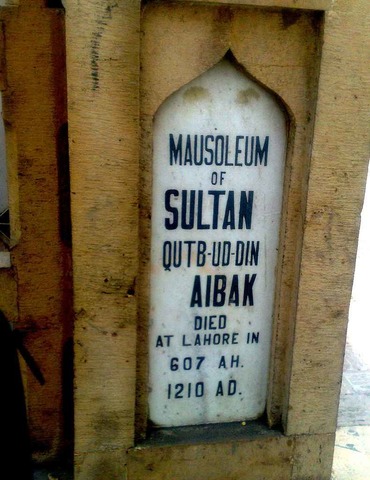 MAUSOLEUM
OF
SULTAN
QUTB-UD-DIN
AIBAK
DIED
AT LAHORE IN
607 AH.
1210 AD.